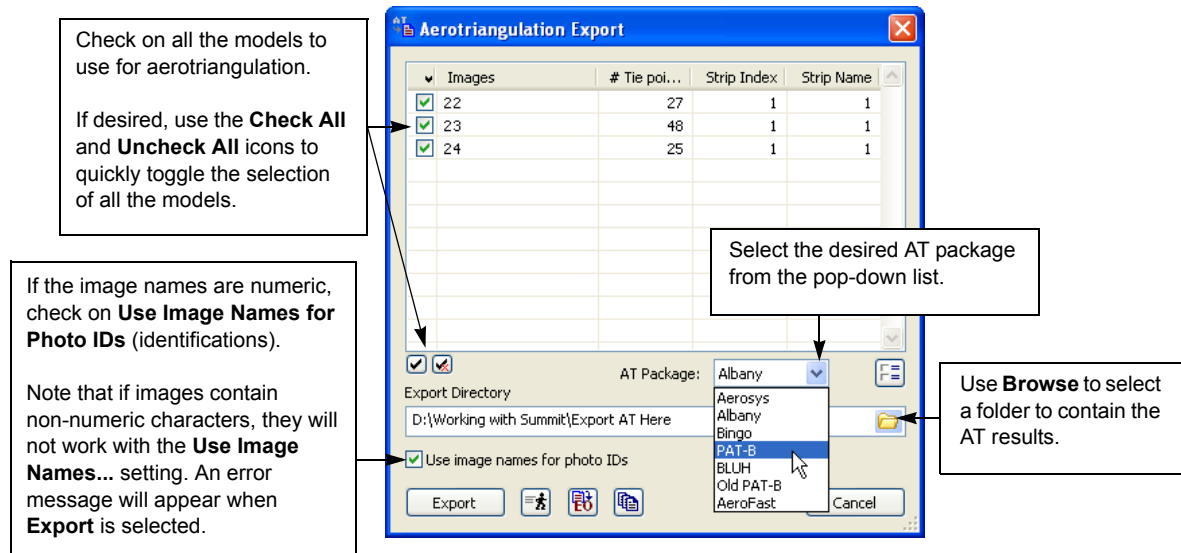 Check on all the models to
use for aerotriangulation.
If desired, use the Check All
and Uncheck All icons to
quickly toggle the selection
of all the models.
If the image names are numeric,
check on Use Image Names for
Photo IDs (identifications).
Note that if images contain
non-numeric characters, they will
not work with the Use Image
Names... setting. An error
message will appear when
Export is selected.
AT
Aerotriangulation Export
Images # Tie poi... Strip Index Strip Name
22 27 1 1
23 48 1 1
24 25 1 1
Select the desired AT package
from the pop-down list.
AT Package: Albany
Export Directory
D:\Working with Summit\Export AT Here
Aerosys
Albany
Bingo
PAT-B
BLUH
Old PAT-B
AeroFast
Use image names for photo IDs
Export
EO
Cancel
Use Browse to select
a folder to contain the
AT results.